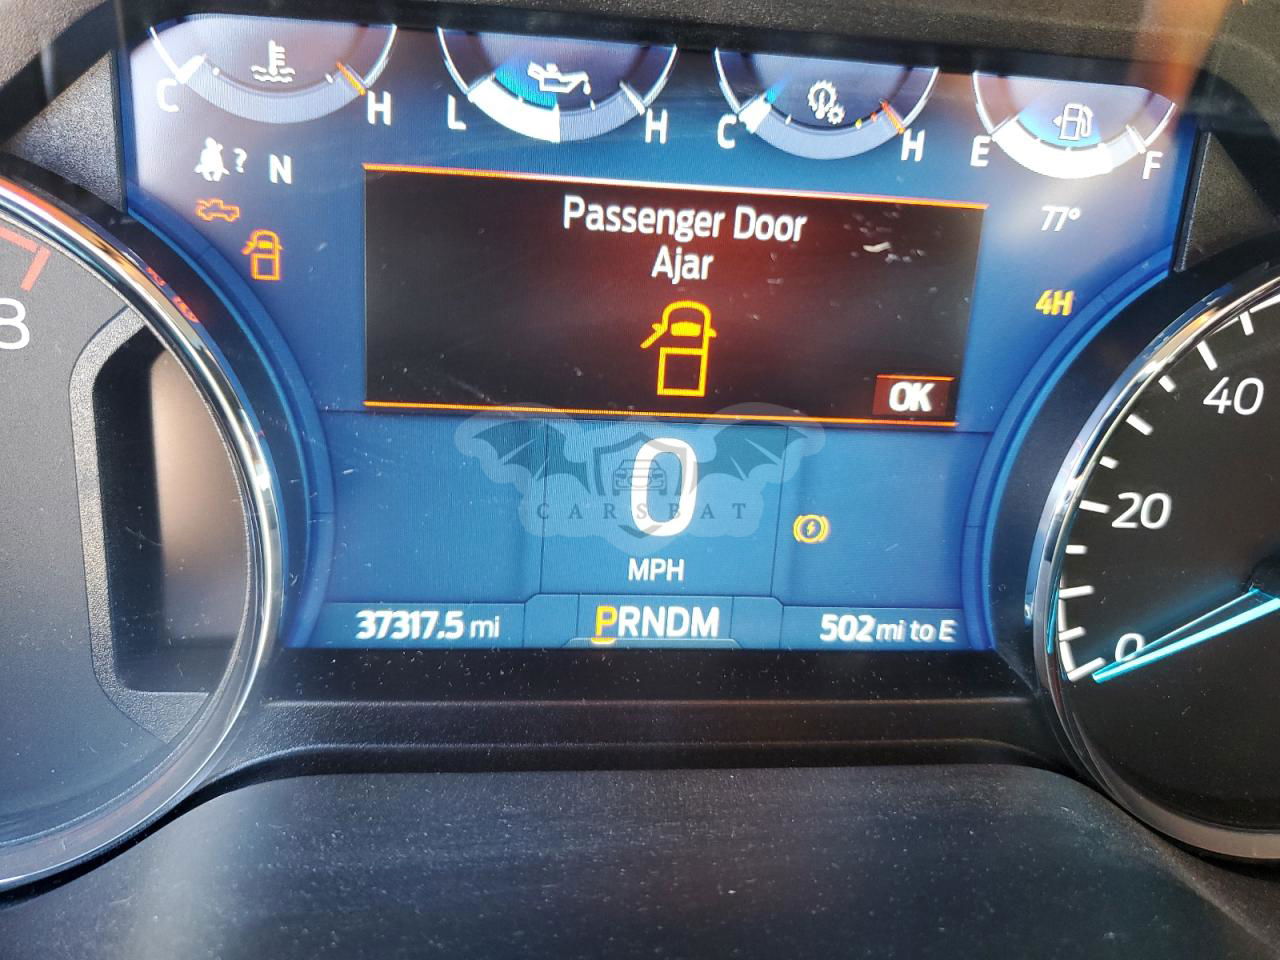 C H
L H
C H
E F
? N
Passenger Door
Ajar
77°
4H
OK
8
40
20
0
0
MPH
37317.5 mi
PRNDM
502 mi to E
CARSBAT